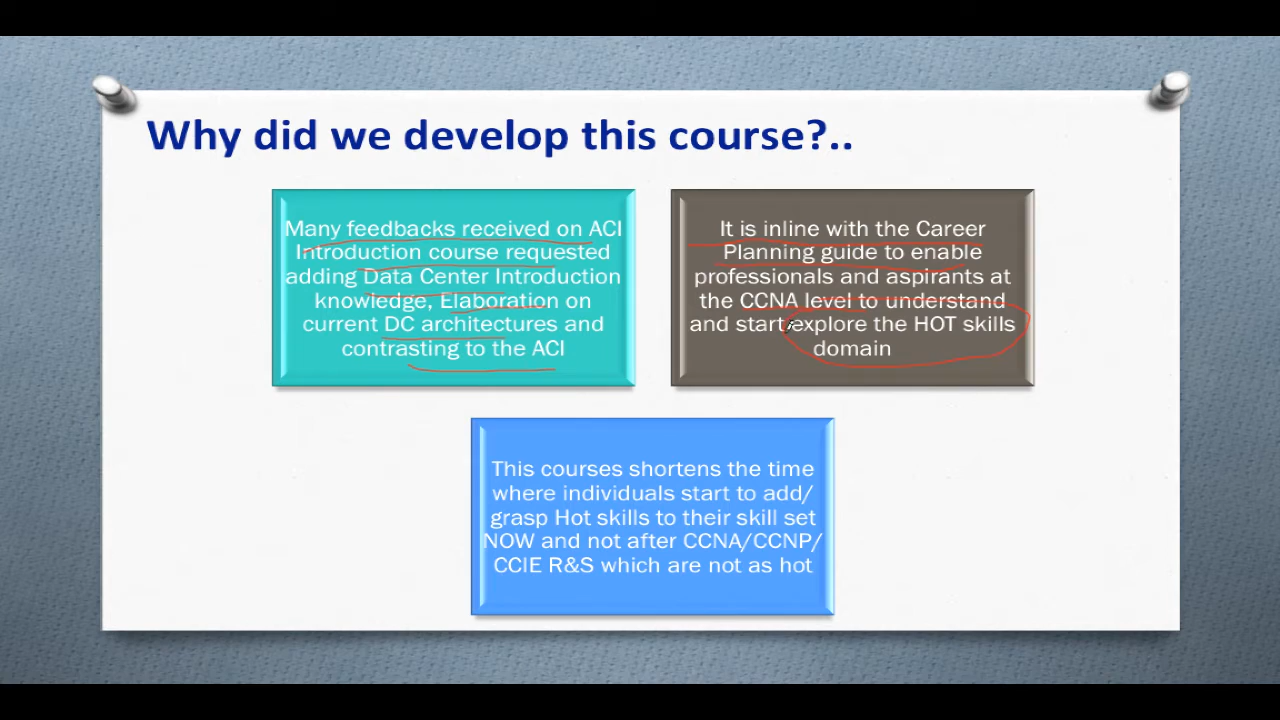 Why did we develop this course?..
Many feedbacks received on ACI
Introduction course requested
adding Data Center Introduction
knowledge, Elaboration on
current DC architectures and
contrasting to the ACI
It is inline with the Career
Planning guide to enable
professionals and aspirants at
the CCNA level to understand
and start explore the HOT skills
domain
This courses shortens the time
where individuals start to add/
grasp Hot skills to their skill set
NOW and not after CCNA/CCNP/
CCIE R&S which are not as hot